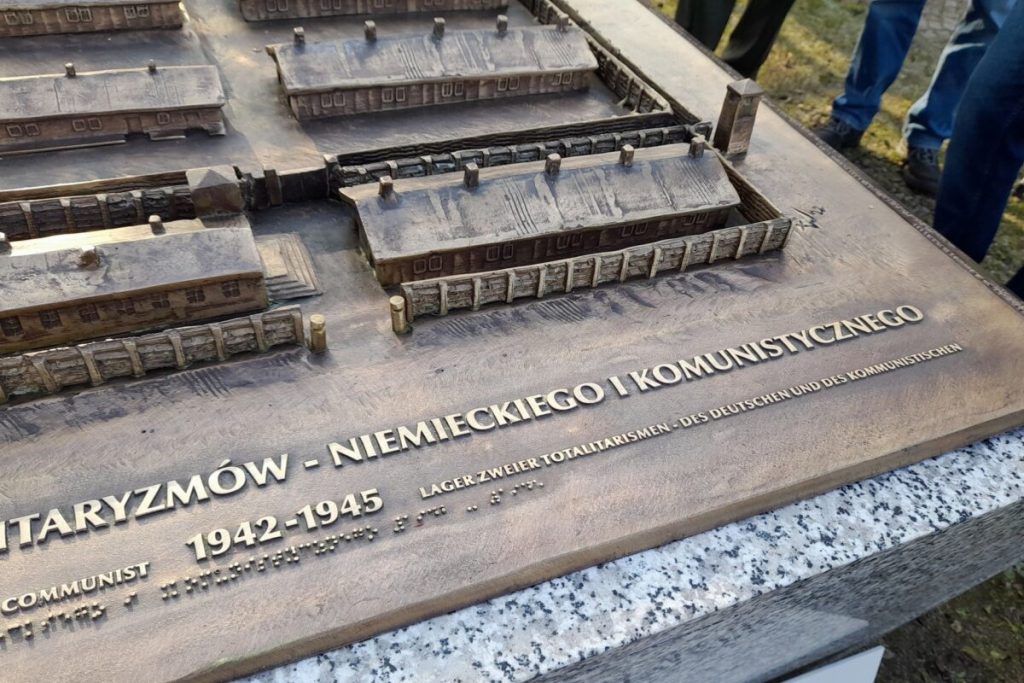 ITARYZMÓW - NIEMIECKIEGO I KOMUNISTYCZNEGO
1942-1945
COMMUNIST
LAGER ZWEIER TOTALITARISMEN - DES DEUTSCHEN UND DES KOMMUNISTISCHEN